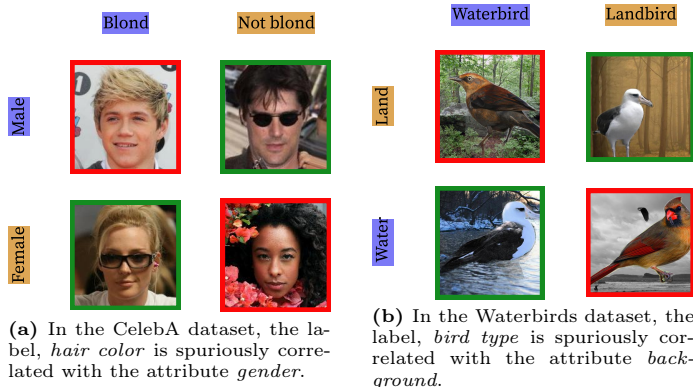 Blond
Not blond
Male
Female
(a) In the CelebA dataset, the la-
bel, hair color is spuriously corre-
lated with the attribute gender.
Waterbird
Landbird
Land
Water
(b) In the Waterbirds dataset, the
label, bird type is spuriously cor-
related with the attribute back-
ground.